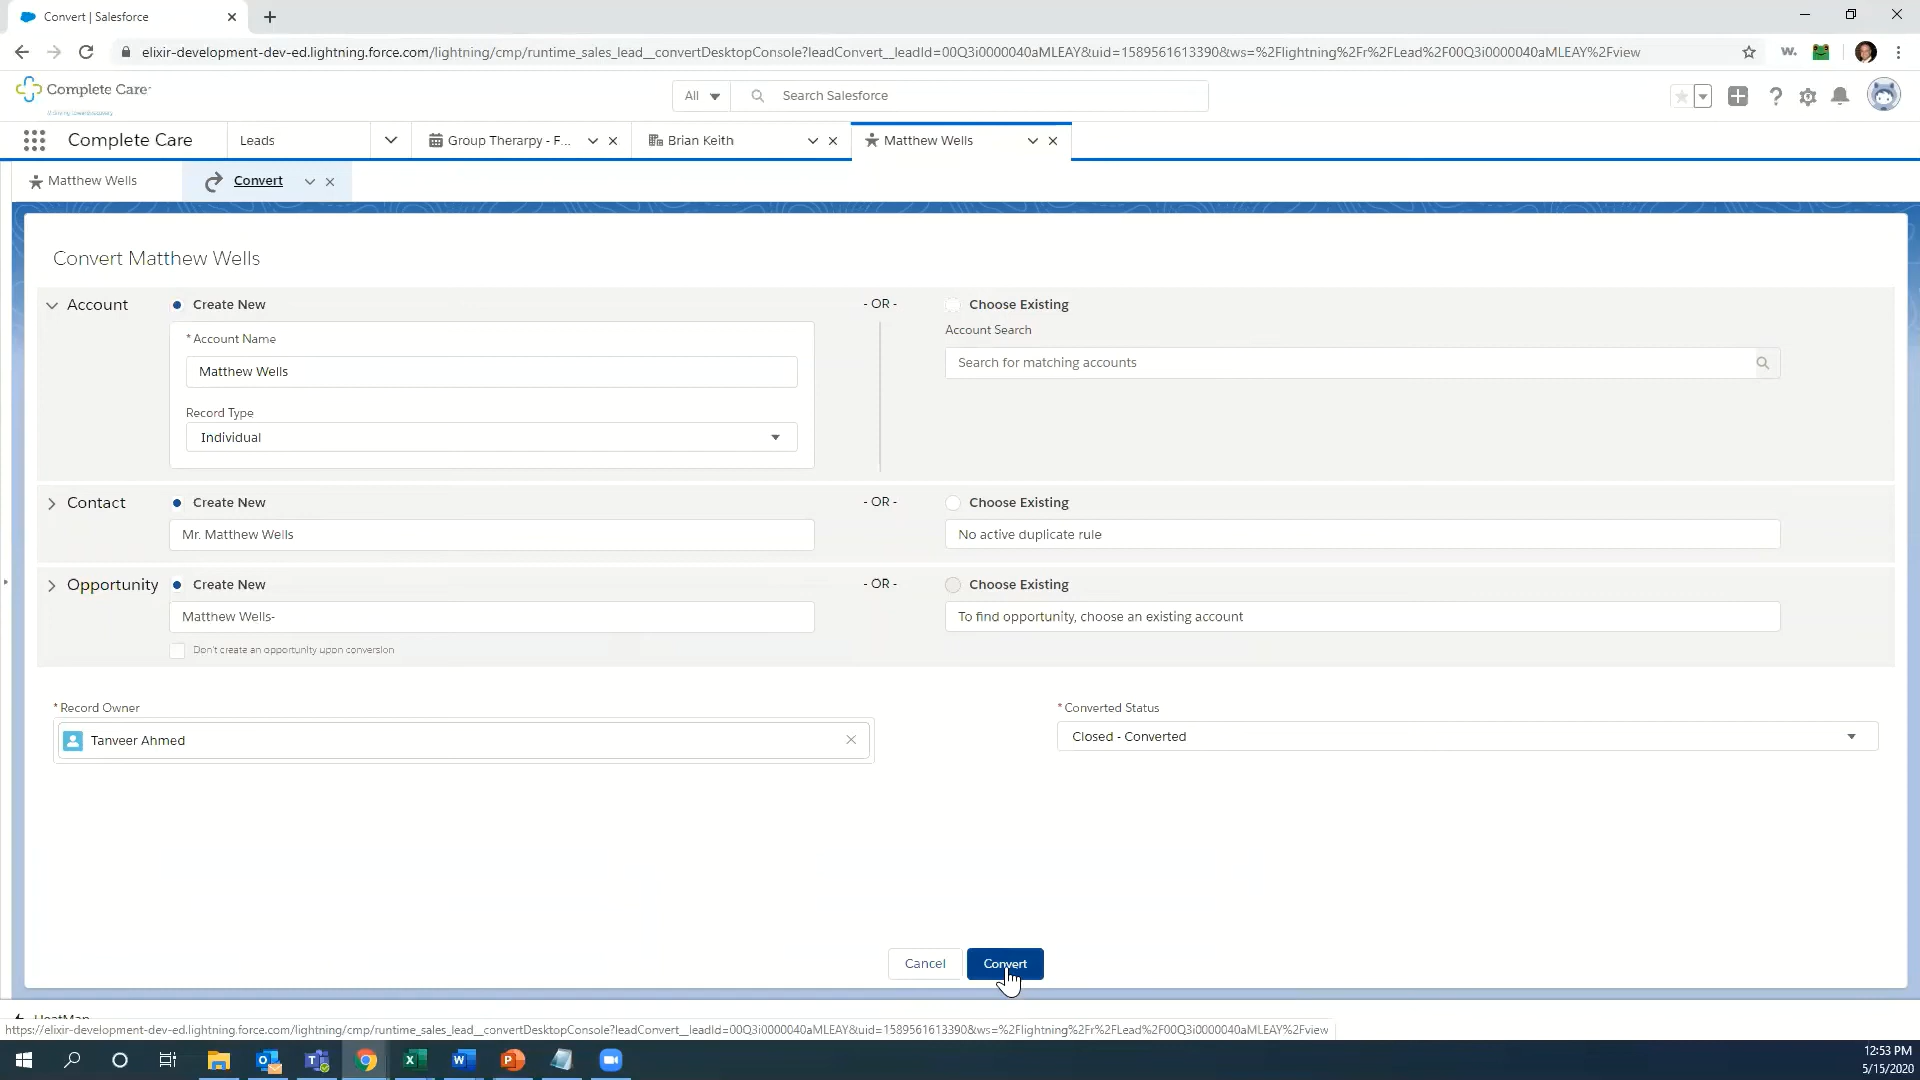 Convert | Salesforce
elixir-development-dev-ed.lightning.force.com/lightning/cmp/runtime_sales_lead__convertDesktopConsole?leadConvert__leadId=00Q3i0000040aMLEAY&uid=1589561613390&ws=%2Flightning%2Fr%2FLead%2F00Q3i0000040aMLEAY%2Fview
w.
Complete Care
All
Search Salesforce
Complete Care
Leads
Group Therarpy - F...
Brian Keith
Matthew Wells
Matthew Wells
Convert
Convert Matthew Wells
Account
Create New
- OR -
Choose Existing
* Account Name
Account Search
Matthew Wells
Search for matching accounts
Record Type
Individual
Contact
Create New
- OR -
Choose Existing
Mr. Matthew Wells
No active duplicate rule
Opportunity
Create New
- OR -
Choose Existing
Matthew Wells-
To find opportunity, choose an existing account
Don't create an opportunity upon conversion
* Record Owner
* Converted Status
Tanveer Ahmed
Closed - Converted
Cancel
Convert
HeatMap
https://elixir-development-dev-ed.lightning.force.com/lightning/cmp/runtime_sales_lead__convertDesktopConsole?leadConvert__leadId=00Q3i0000040aMLEAY&uid=1589561613390&ws=%2Flightning%2Fr%2FLead%2F00Q3i0000040aMLEAY%2Fview
12:53 PM
5/15/2020